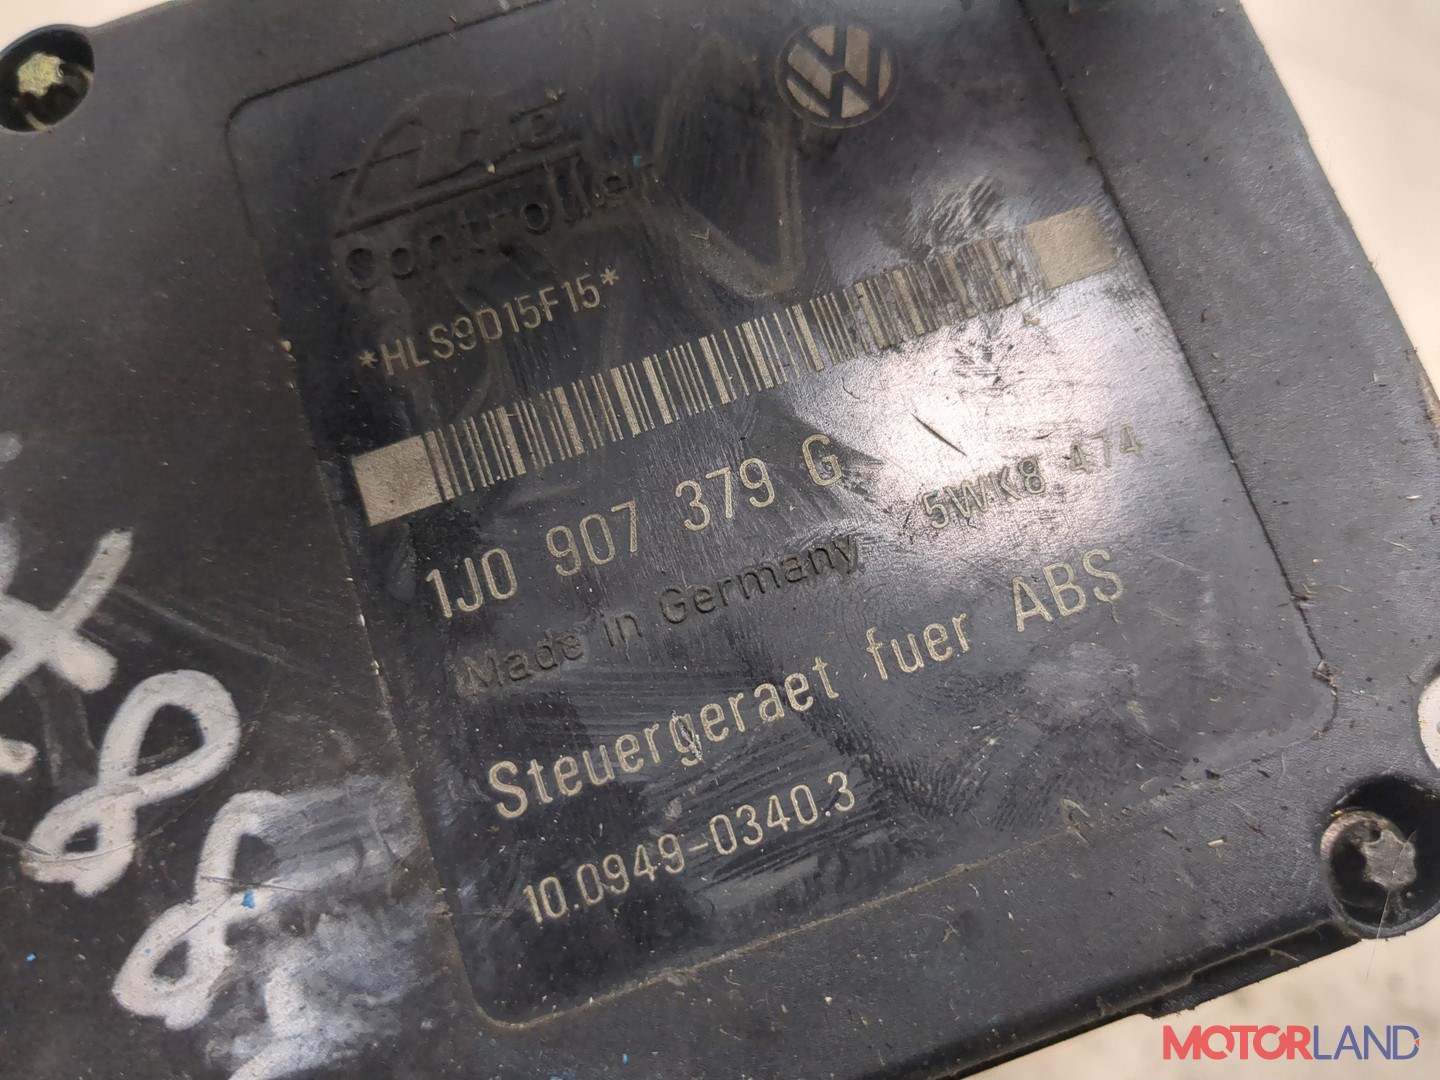 Ate
Controller
*HLS9D15F15*
1J0 907 379 G
5WK8 474
Made in Germany
Steuergeraet fuer ABS
10.0949-0340.3
MOTORLAND